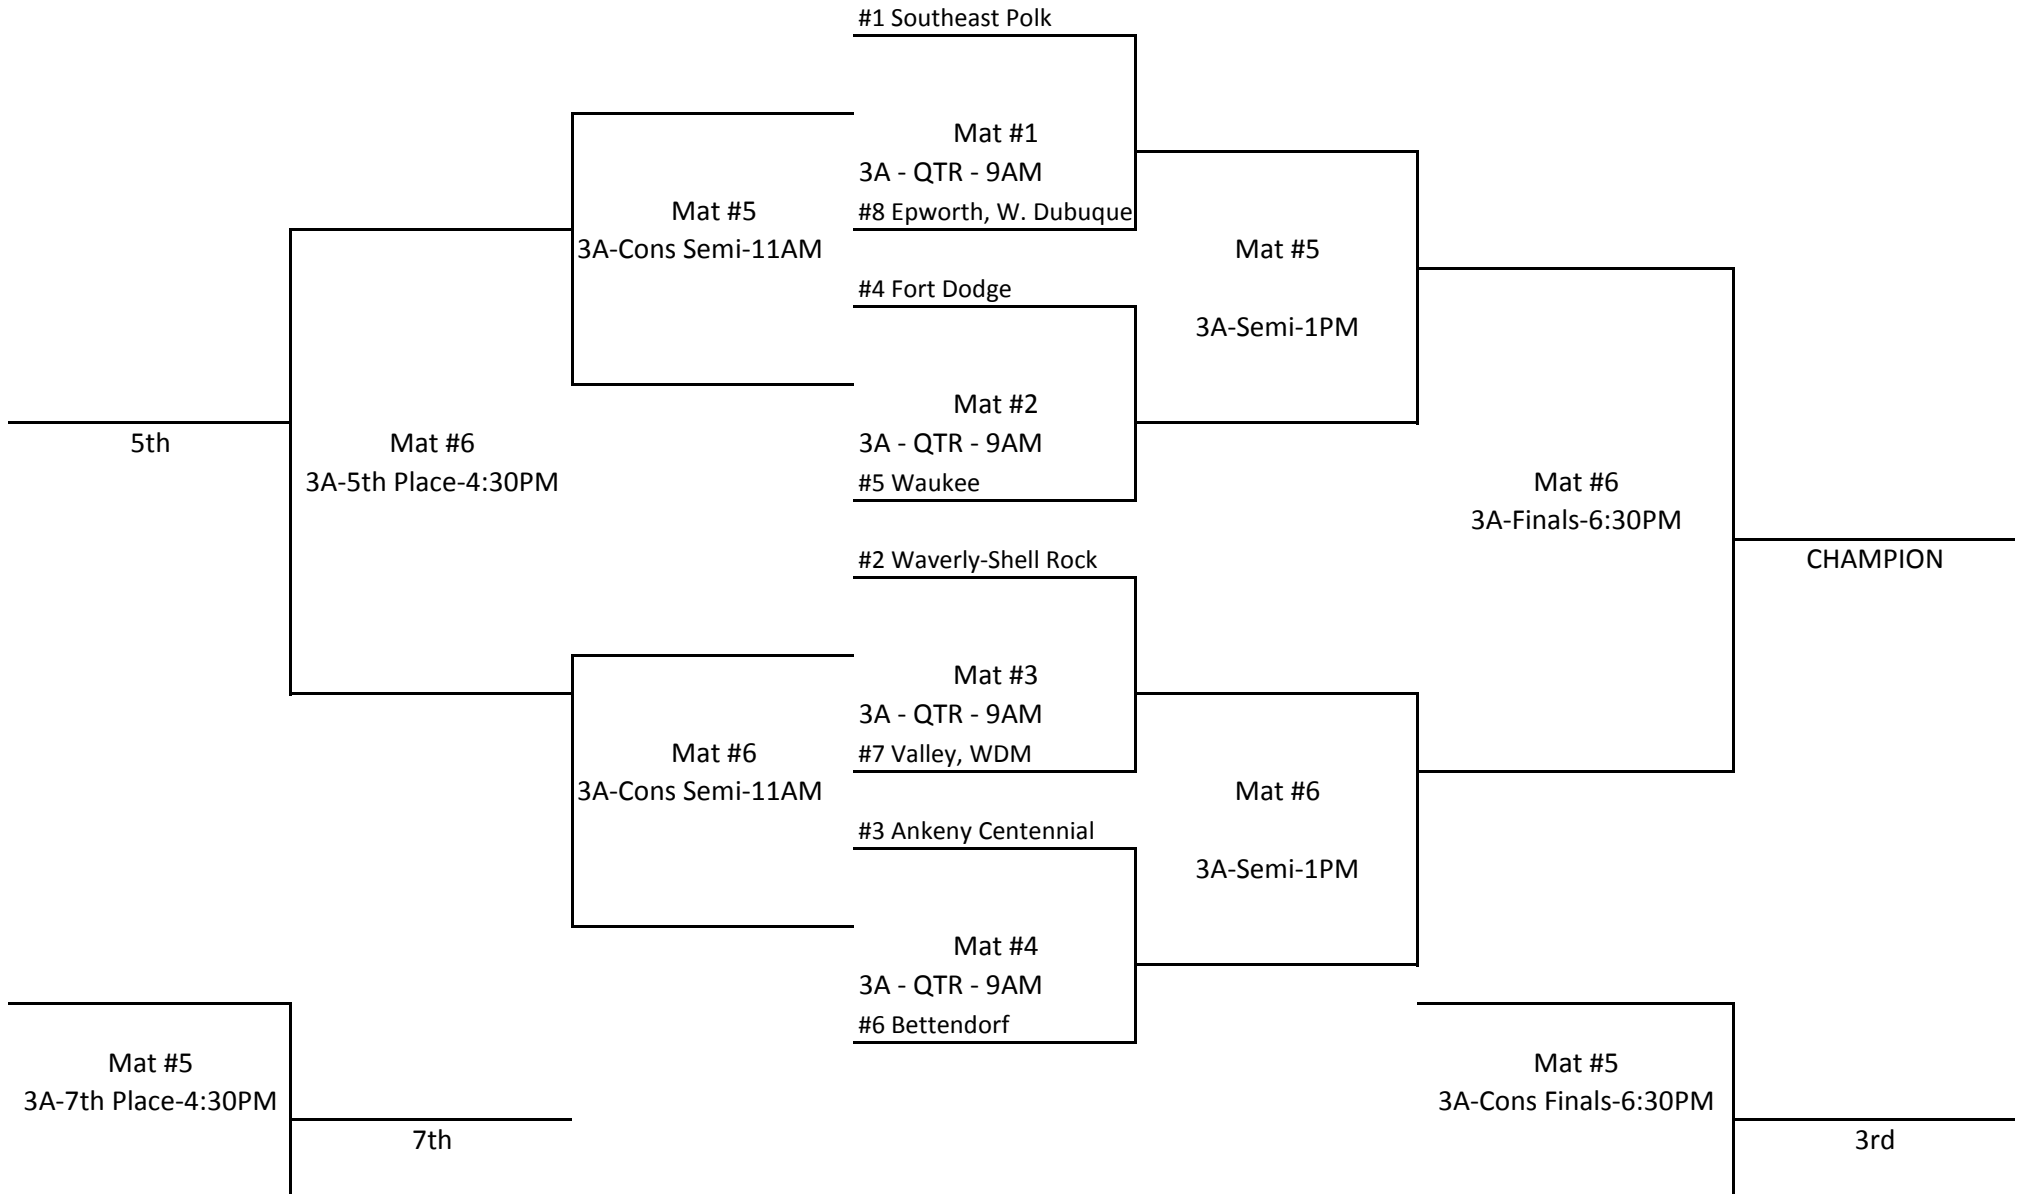 #1 Southeast Polk
Mat #1
3A - QTR - 9AM
#8 Epworth, W. Dubuque
Mat #5
3A-Cons Semi-11AM
#4 Fort Dodge
Mat #5
3A-Semi-1PM
Mat #2
3A - QTR - 9AM
#5 Waukee
5th
Mat #6
3A-5th Place-4:30PM
Mat #6
3A-Finals-6:30PM
CHAMPION
#2 Waverly-Shell Rock
Mat #3
3A - QTR - 9AM
#7 Valley, WDM
Mat #6
3A-Cons Semi-11AM
#3 Ankeny Centennial
Mat #6
3A-Semi-1PM
Mat #4
3A - QTR - 9AM
#6 Bettendorf
Mat #5
3A-7th Place-4:30PM
7th
Mat #5
3A-Cons Finals-6:30PM
3rd